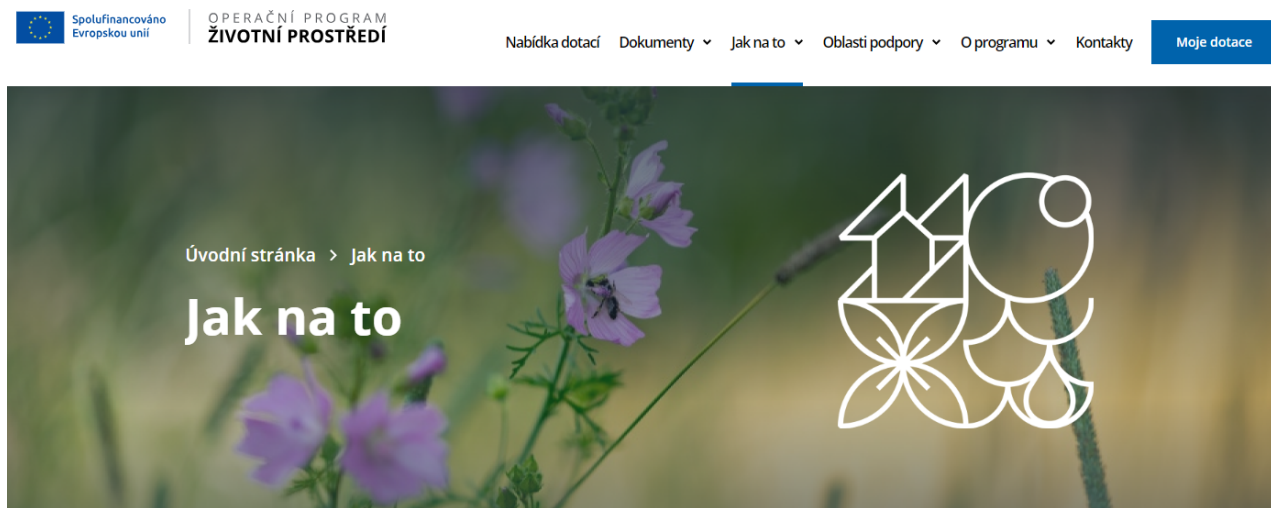 Spolufinancováno
Evropskou unií
OPERAČNÍ PROGRAM
ŽIVOTNÍ PROSTŘEDÍ
Nabídka dotací Dokumenty Jak na to Oblasti podpory O programu Kontakty Moje dotace
Úvodní stránka > Jak na to
Jak na to